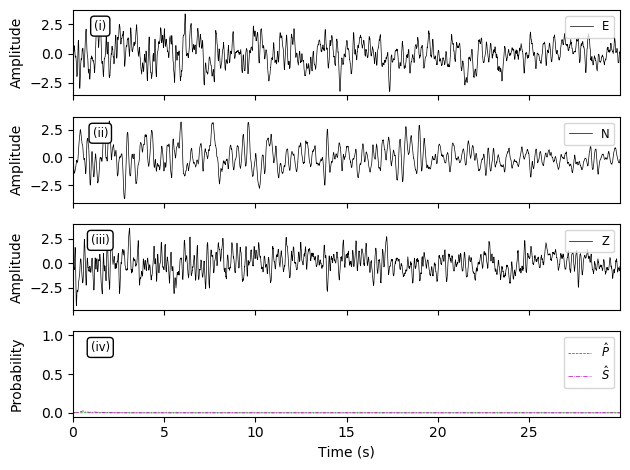 Amplitude
2.5
0.0
−2.5
(i)
E
Amplitude
2.5
0.0
−2.5
(ii)
N
Amplitude
2.5
0.0
−2.5
(iii)
Z
Probability
1.0
0.5
0.0
(iv)
P̂
Ŝ
0 5 10 15 20 25
Time (s)